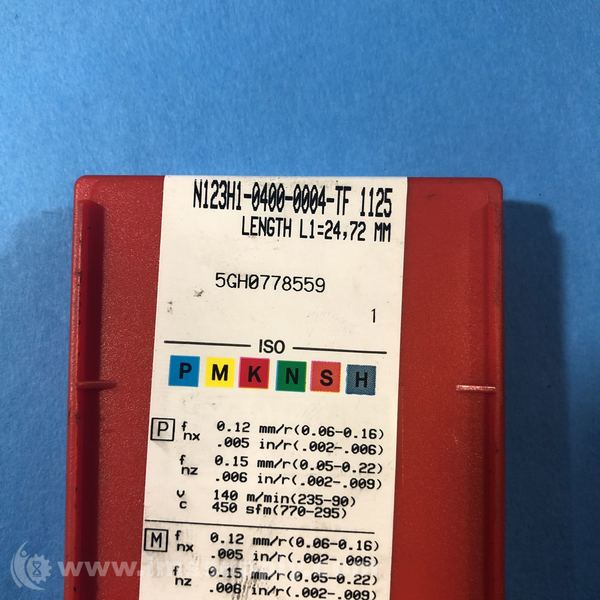 N123H1-0400-0004-TF 1125
LENGTH L1=24,72 MM
5GH0778559
1
ISO
P M K N S H
P f nx 0.12 mm/r(0.06-0.16)
.005 in/r(.002-.006)
f nz 0.15 mm/r(0.05-0.22)
.006 in/r(.002-.009)
v c 140 m/min(235-90)
450 sfm(770-295)
M f nx 0.12 mm/r(0.06-0.16)
.005 in/r(.002-.006)
f nz 0.15 mm/r(0.05-0.22)
.006 in/r(.002-.009)